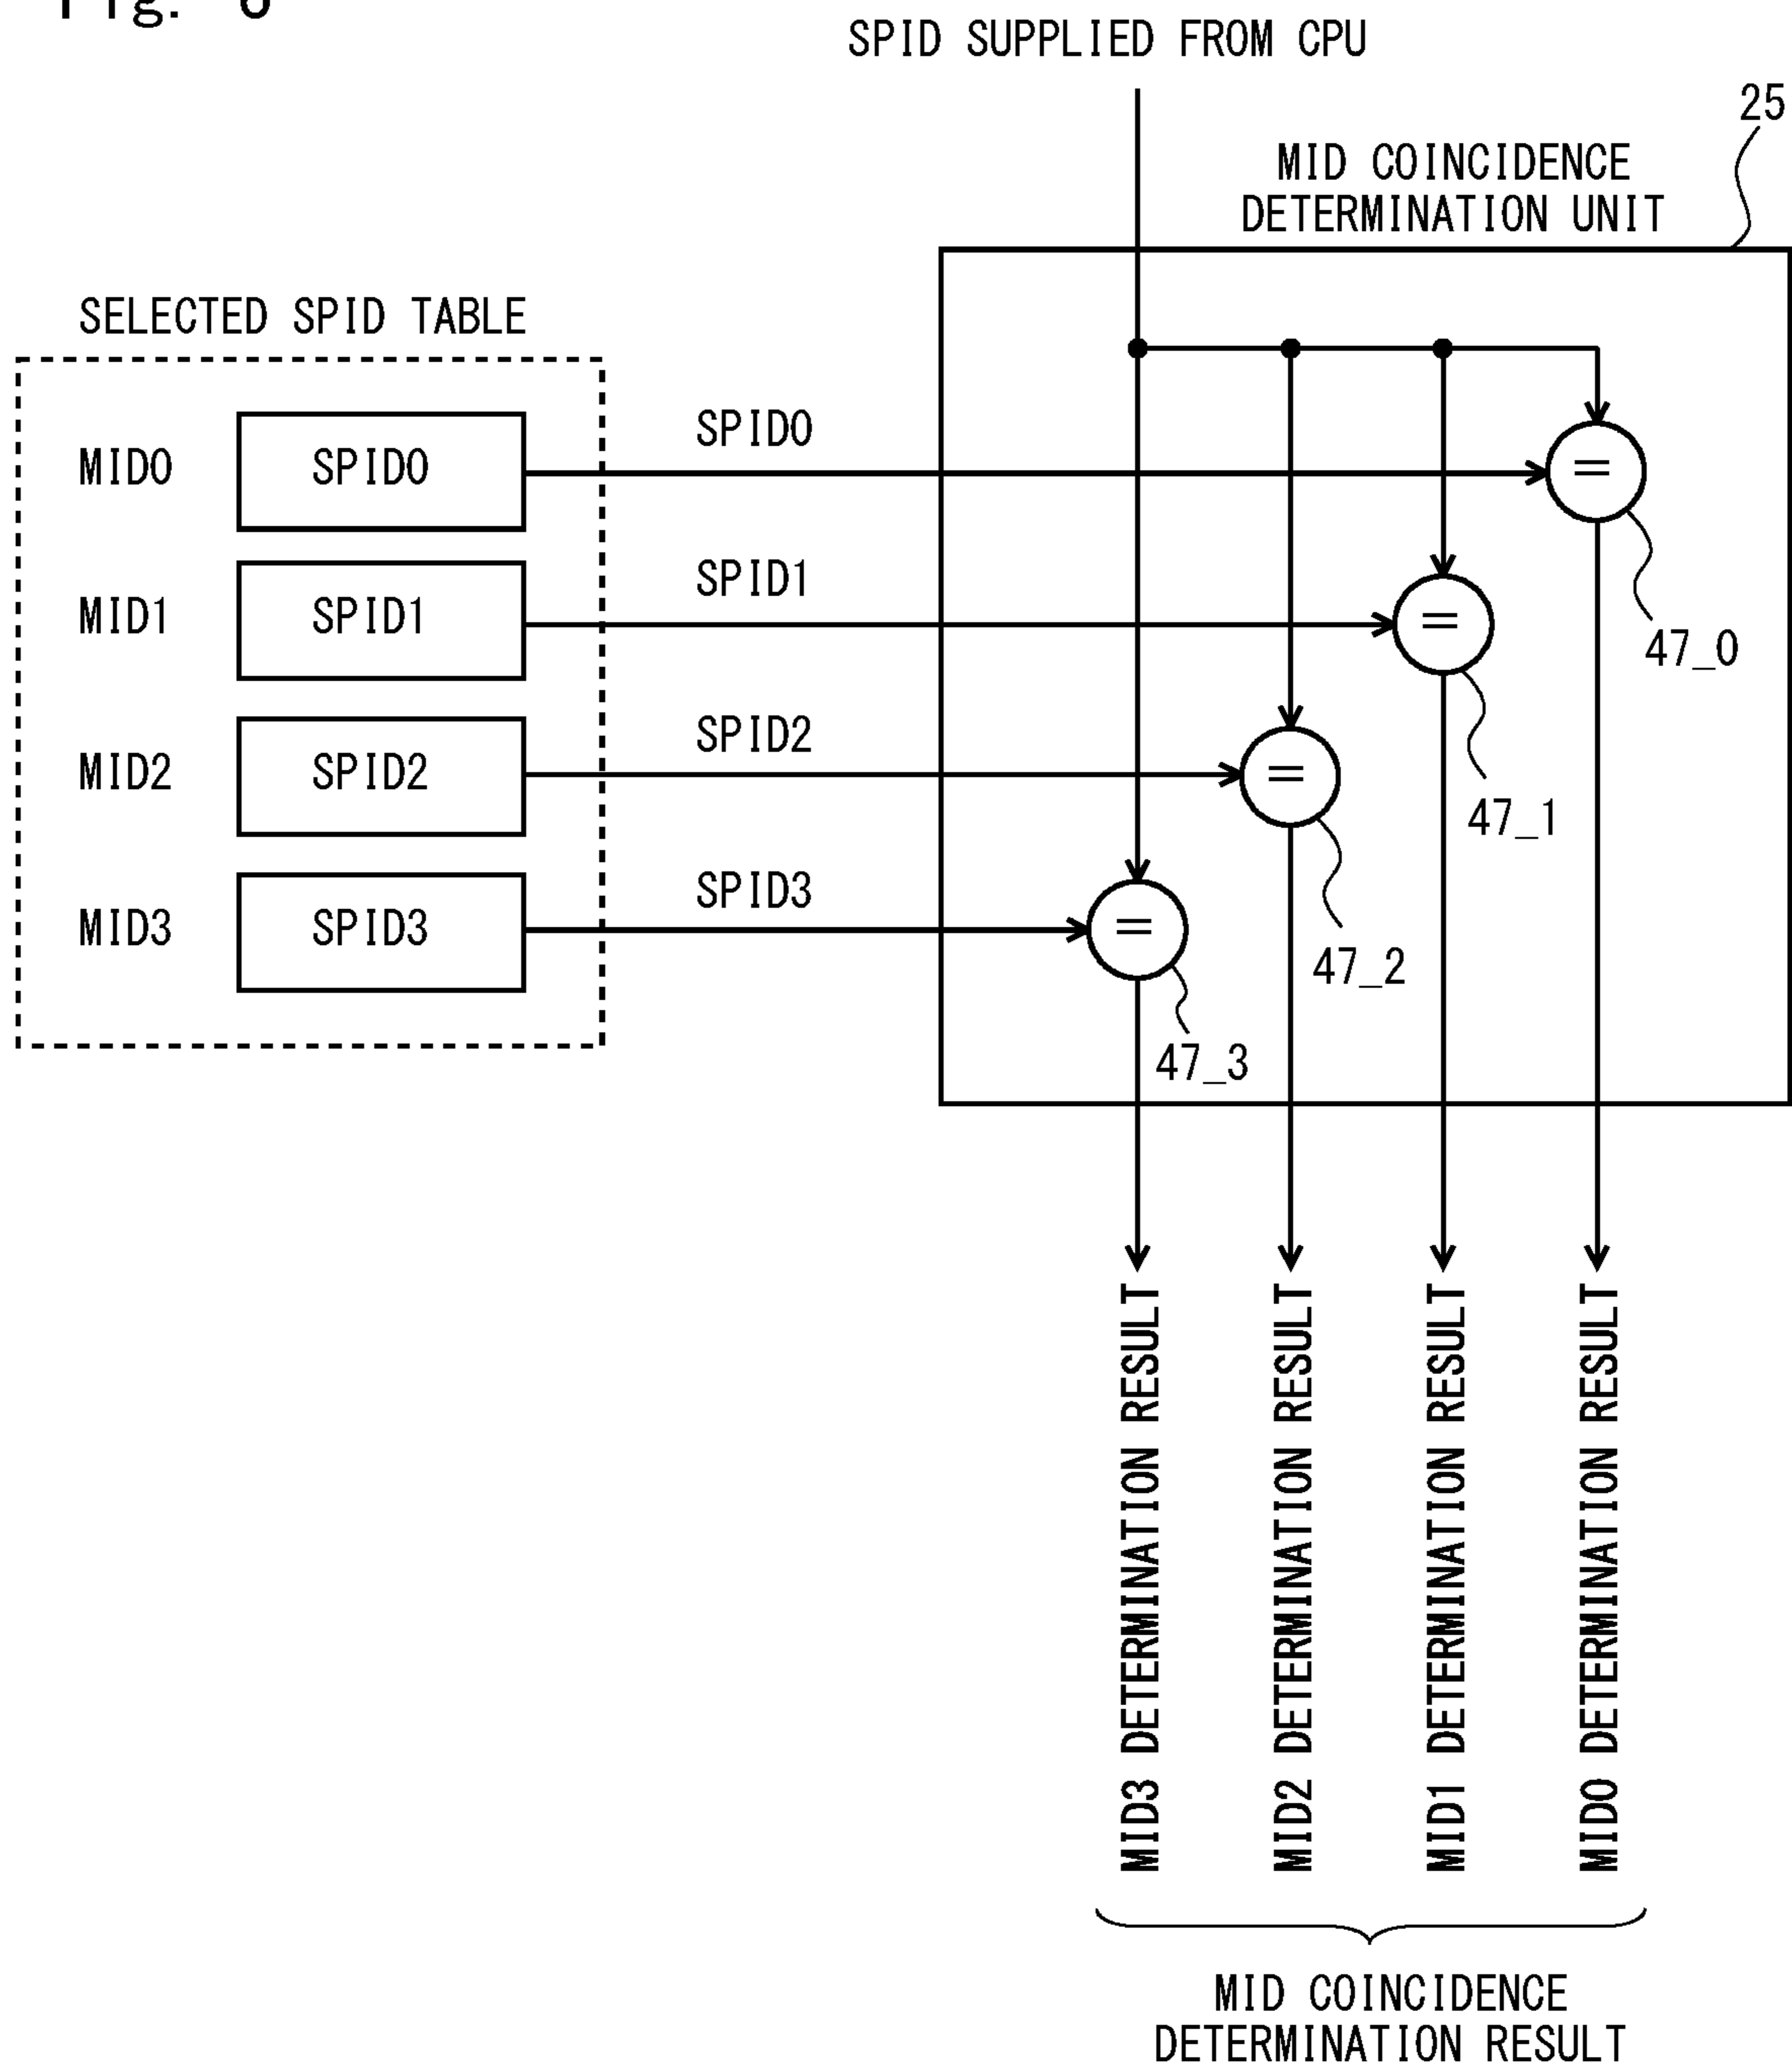 Fig.
SPID SUPPLIED FROM CPU
25
MID COINCIDENCE
DETERMINATION UNIT
SELECTED SPID TABLE
MID0 SPID0 SPID0 =
47_0
MID1 SPID1 SPID1 =
47_1
MID2 SPID2 SPID2 =
47_2
MID3 SPID3 SPID3 =
47_3
MID3 DETERMINATION RESULT
MID2 DETERMINATION RESULT
MID1 DETERMINATION RESULT
MID0 DETERMINATION RESULT
MID COINCIDENCE
DETERMINATION RESULT